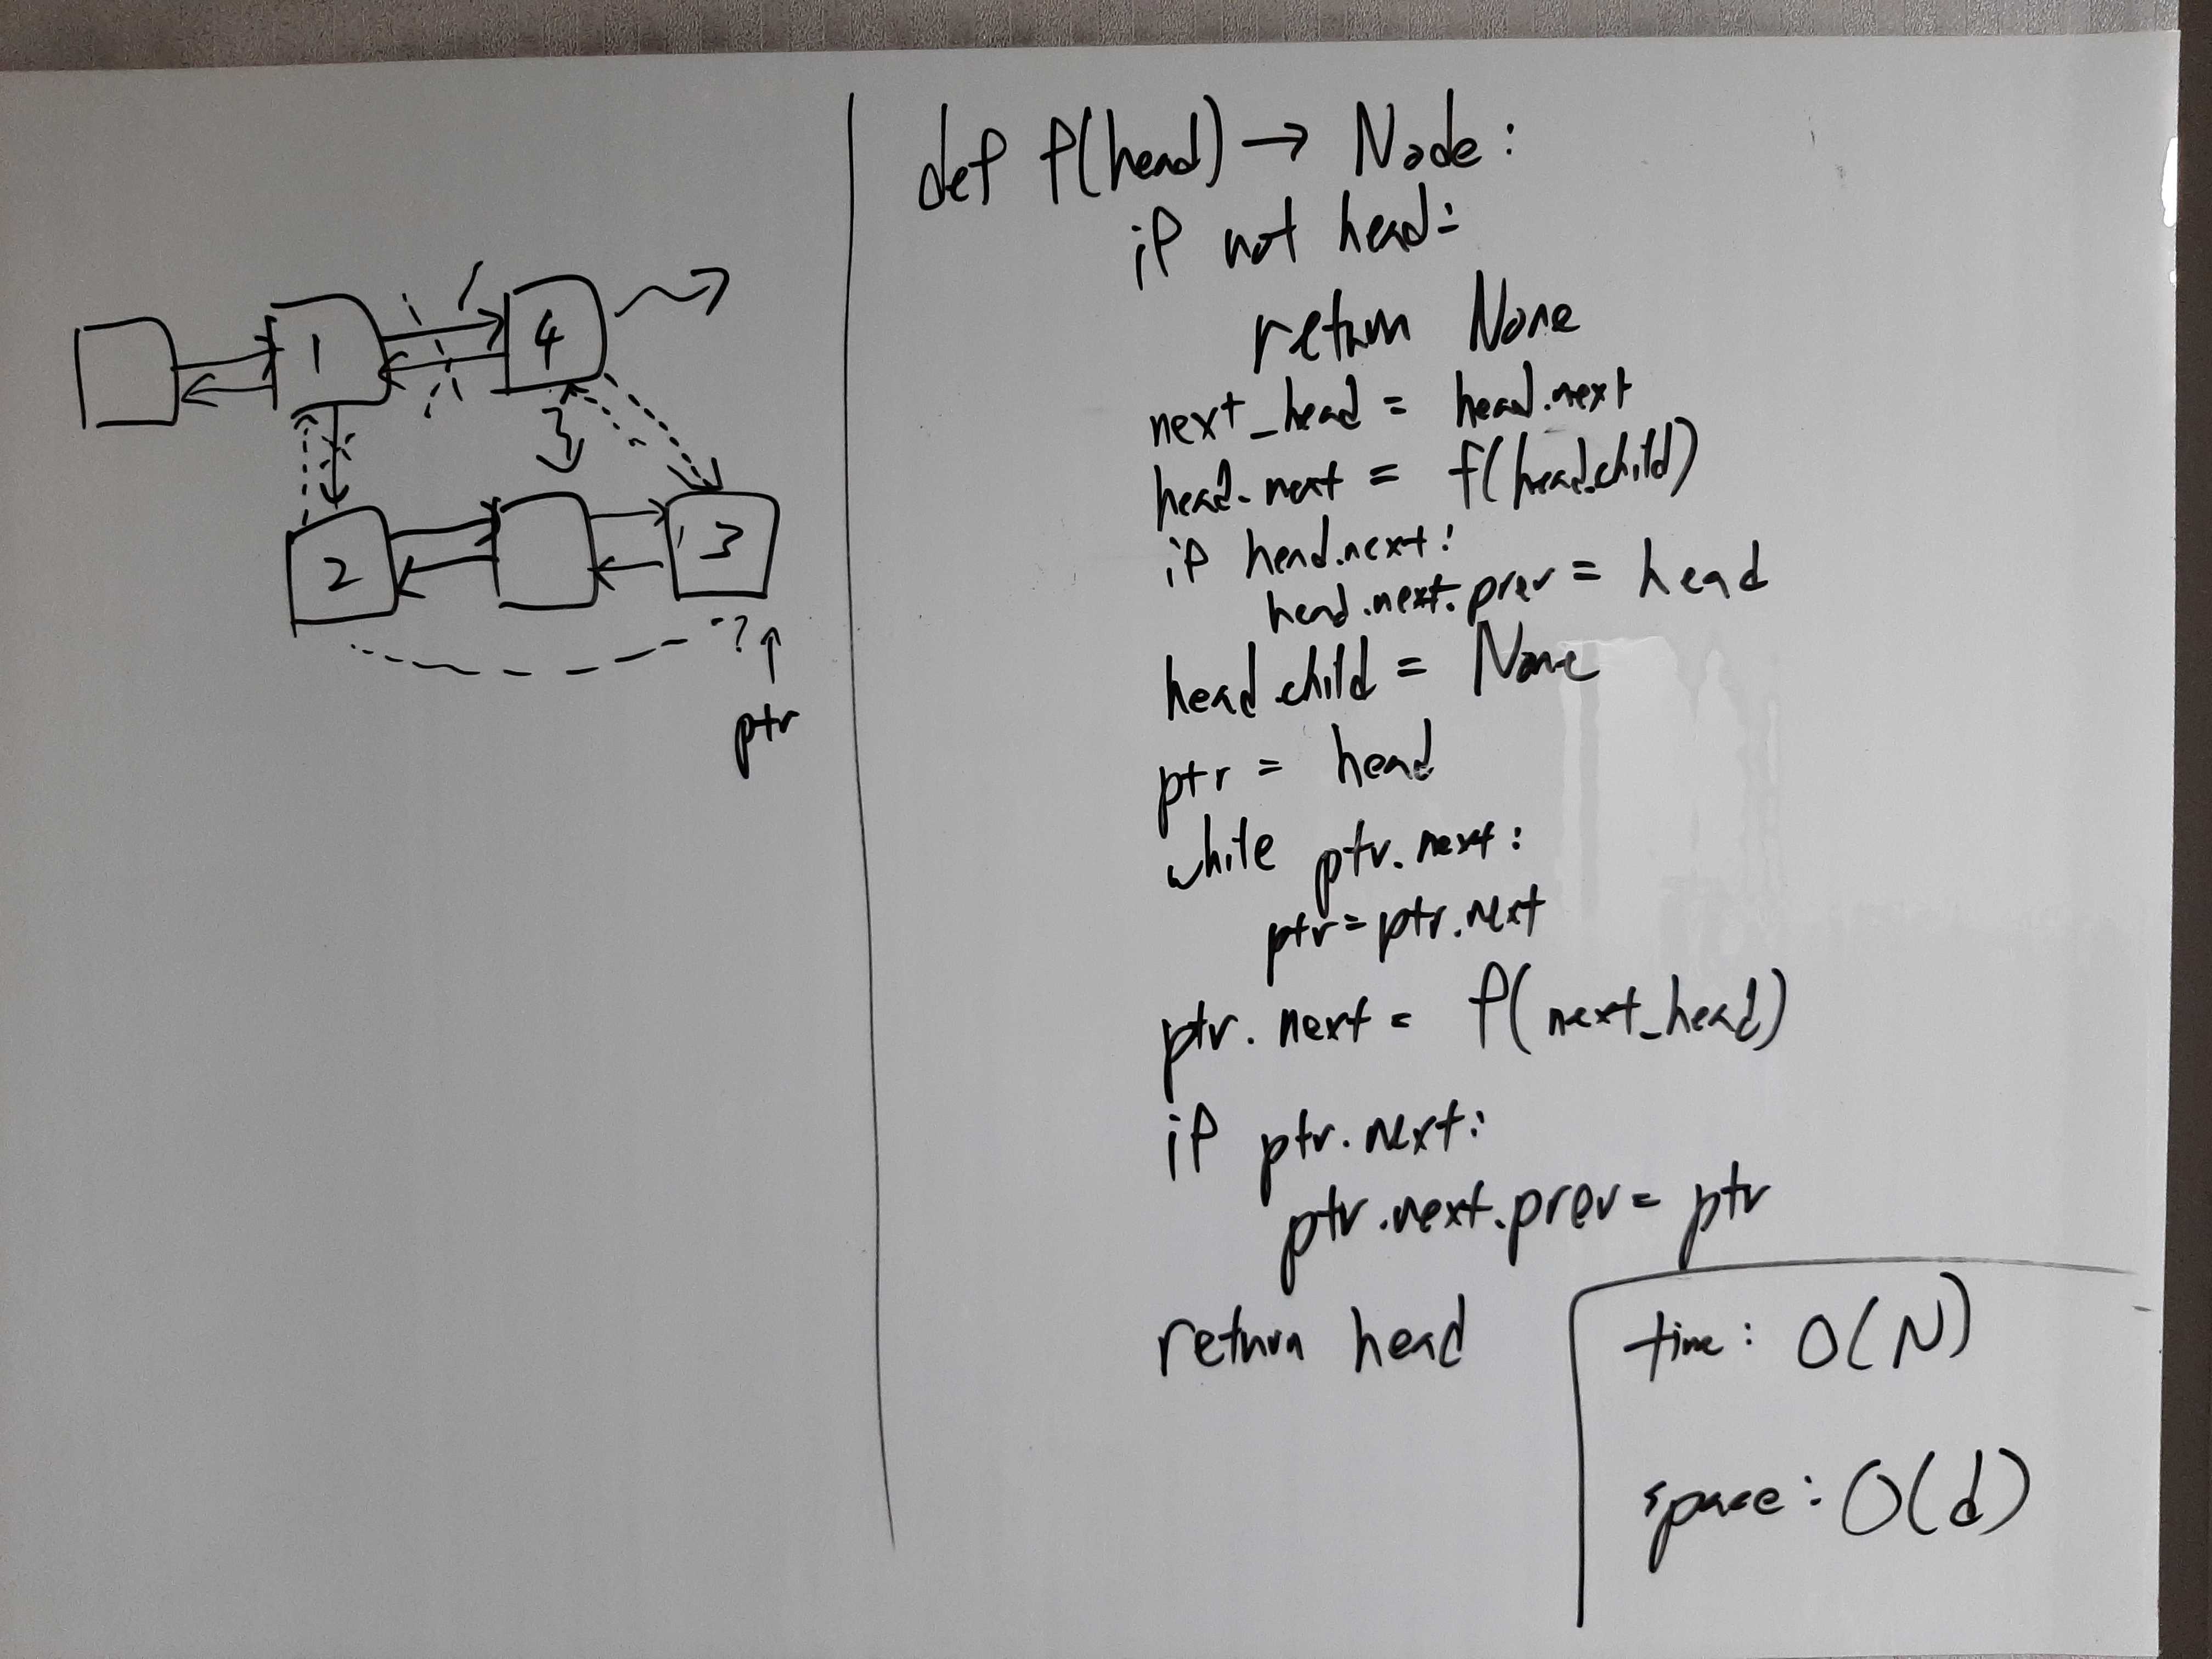 1
4
2
3
?
ptr
def f(head) → Node:
if not head:
return None
next_head = head.next
head.next = f(head.child)
if head.next:
head.next.prev = head
head.child = None
ptr = head
while ptr.next:
ptr = ptr.next
ptr.next = f(next_head)
if ptr.next:
ptr.next.prev = ptr
return head
time: O(N)
space: O(d)